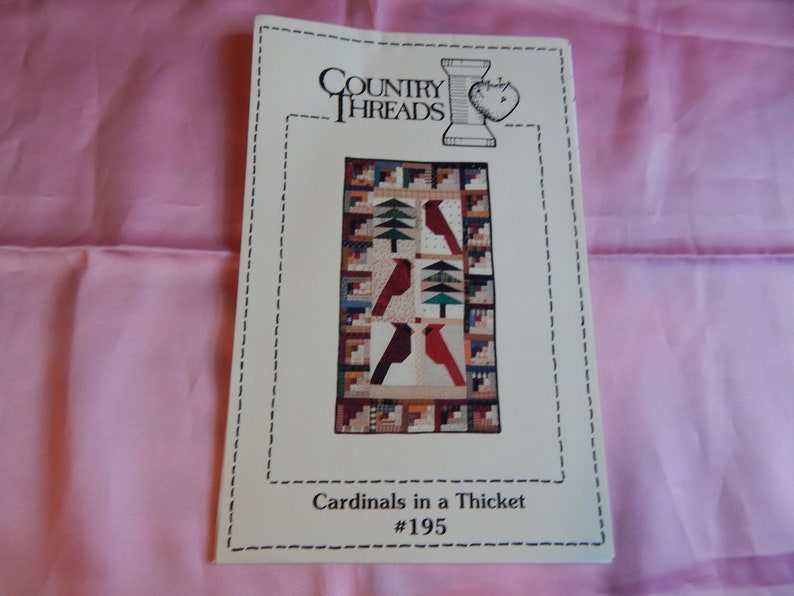 COUNTRY
THREADS
Cardinals in a Thicket
#195